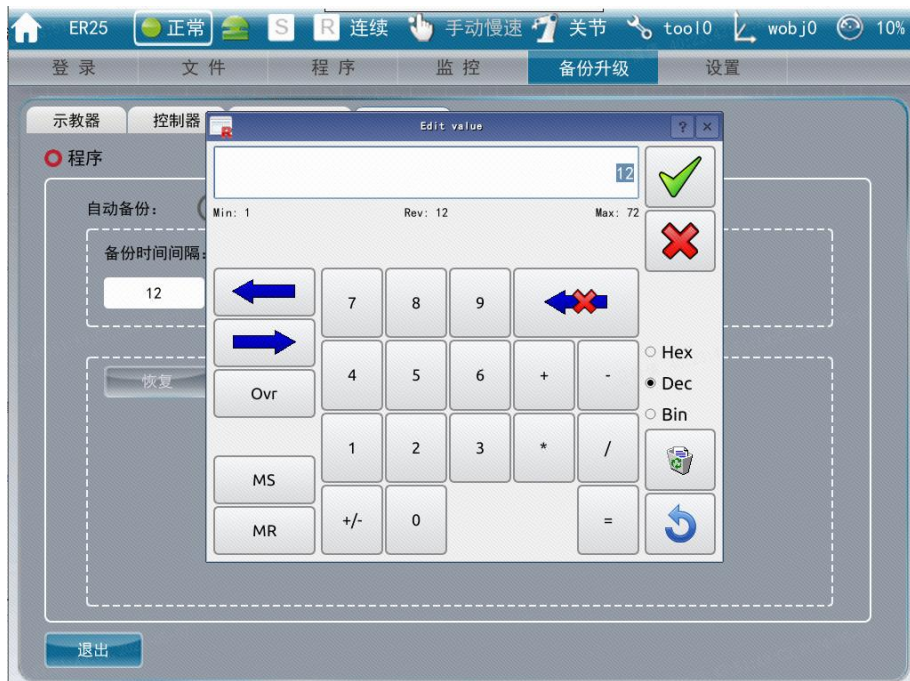 ER25 正常 S R 连续 手动慢速 关节 tool0 wobj0 10%
登录 文件 程序 监控 备份升级 设置
示教器 控制器
Edit value ? ×
程序
12
自动备份：
Min: 1 Rev: 12 Max: 72
备份时间间隔：
12
7 8 9
恢复
Ovr
4 5 6 + -
Hex
Dec
Bin
1 2 3 * /
MS
MR
+/- 0 =
退出